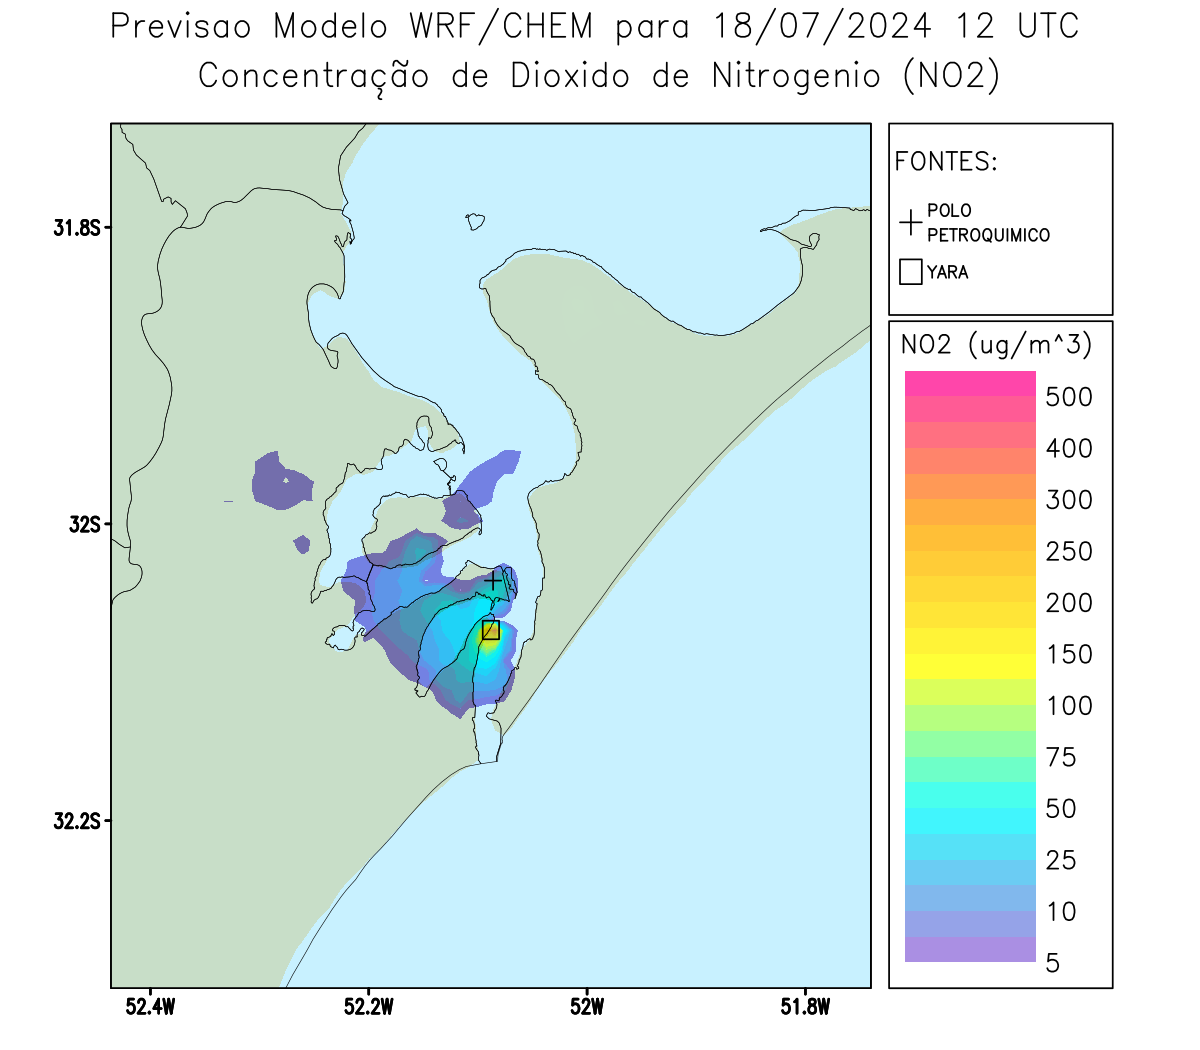 Previsao Modelo WRF/CHEM para 18/07/2024 12 UTC
Concentração de Dioxido de Nitrogenio (NO2)
FONTES:
POLO
PETROQUIMICO
YARA
NO2 (ug/m^3)
500
400
300
250
200
150
100
75
50
25
10
5
31.8S
32S
32.2S
52.4W
52.2W
52W
51.8W